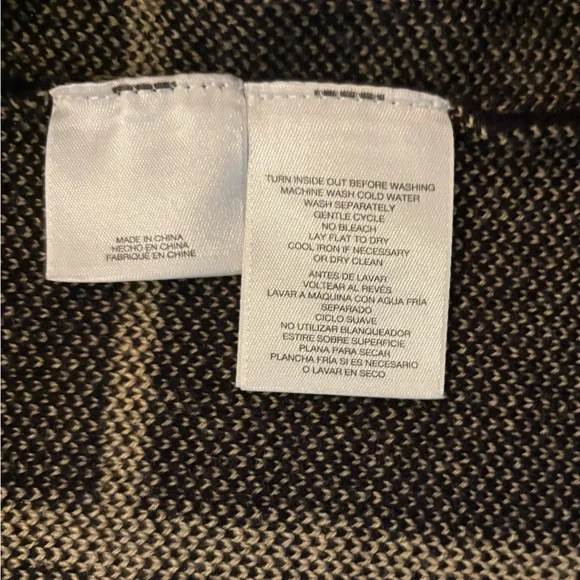 MADE IN CHINA
HECHO EN CHINA
FABRIQUÉ EN CHINE
TURN INSIDE OUT BEFORE WASHING
MACHINE WASH COLD WATER
WASH SEPARATELY
GENTLE CYCLE
NO BLEACH
LAY FLAT TO DRY
COOL IRON IF NECESSARY
OR DRY CLEAN
ANTES DE LAVAR
VOLTEAR AL REVÉS
LAVAR A MÁQUINA CON AGUA FRÍA
SEPARADO
CICLO SUAVE
NO UTILIZAR BLANQUEADOR
ESTIRE SOBRE SUPERFICIE
PLANA PARA SECAR
PLANCHA FRÍA SI ES NECESARIO
O LAVAR EN SECO